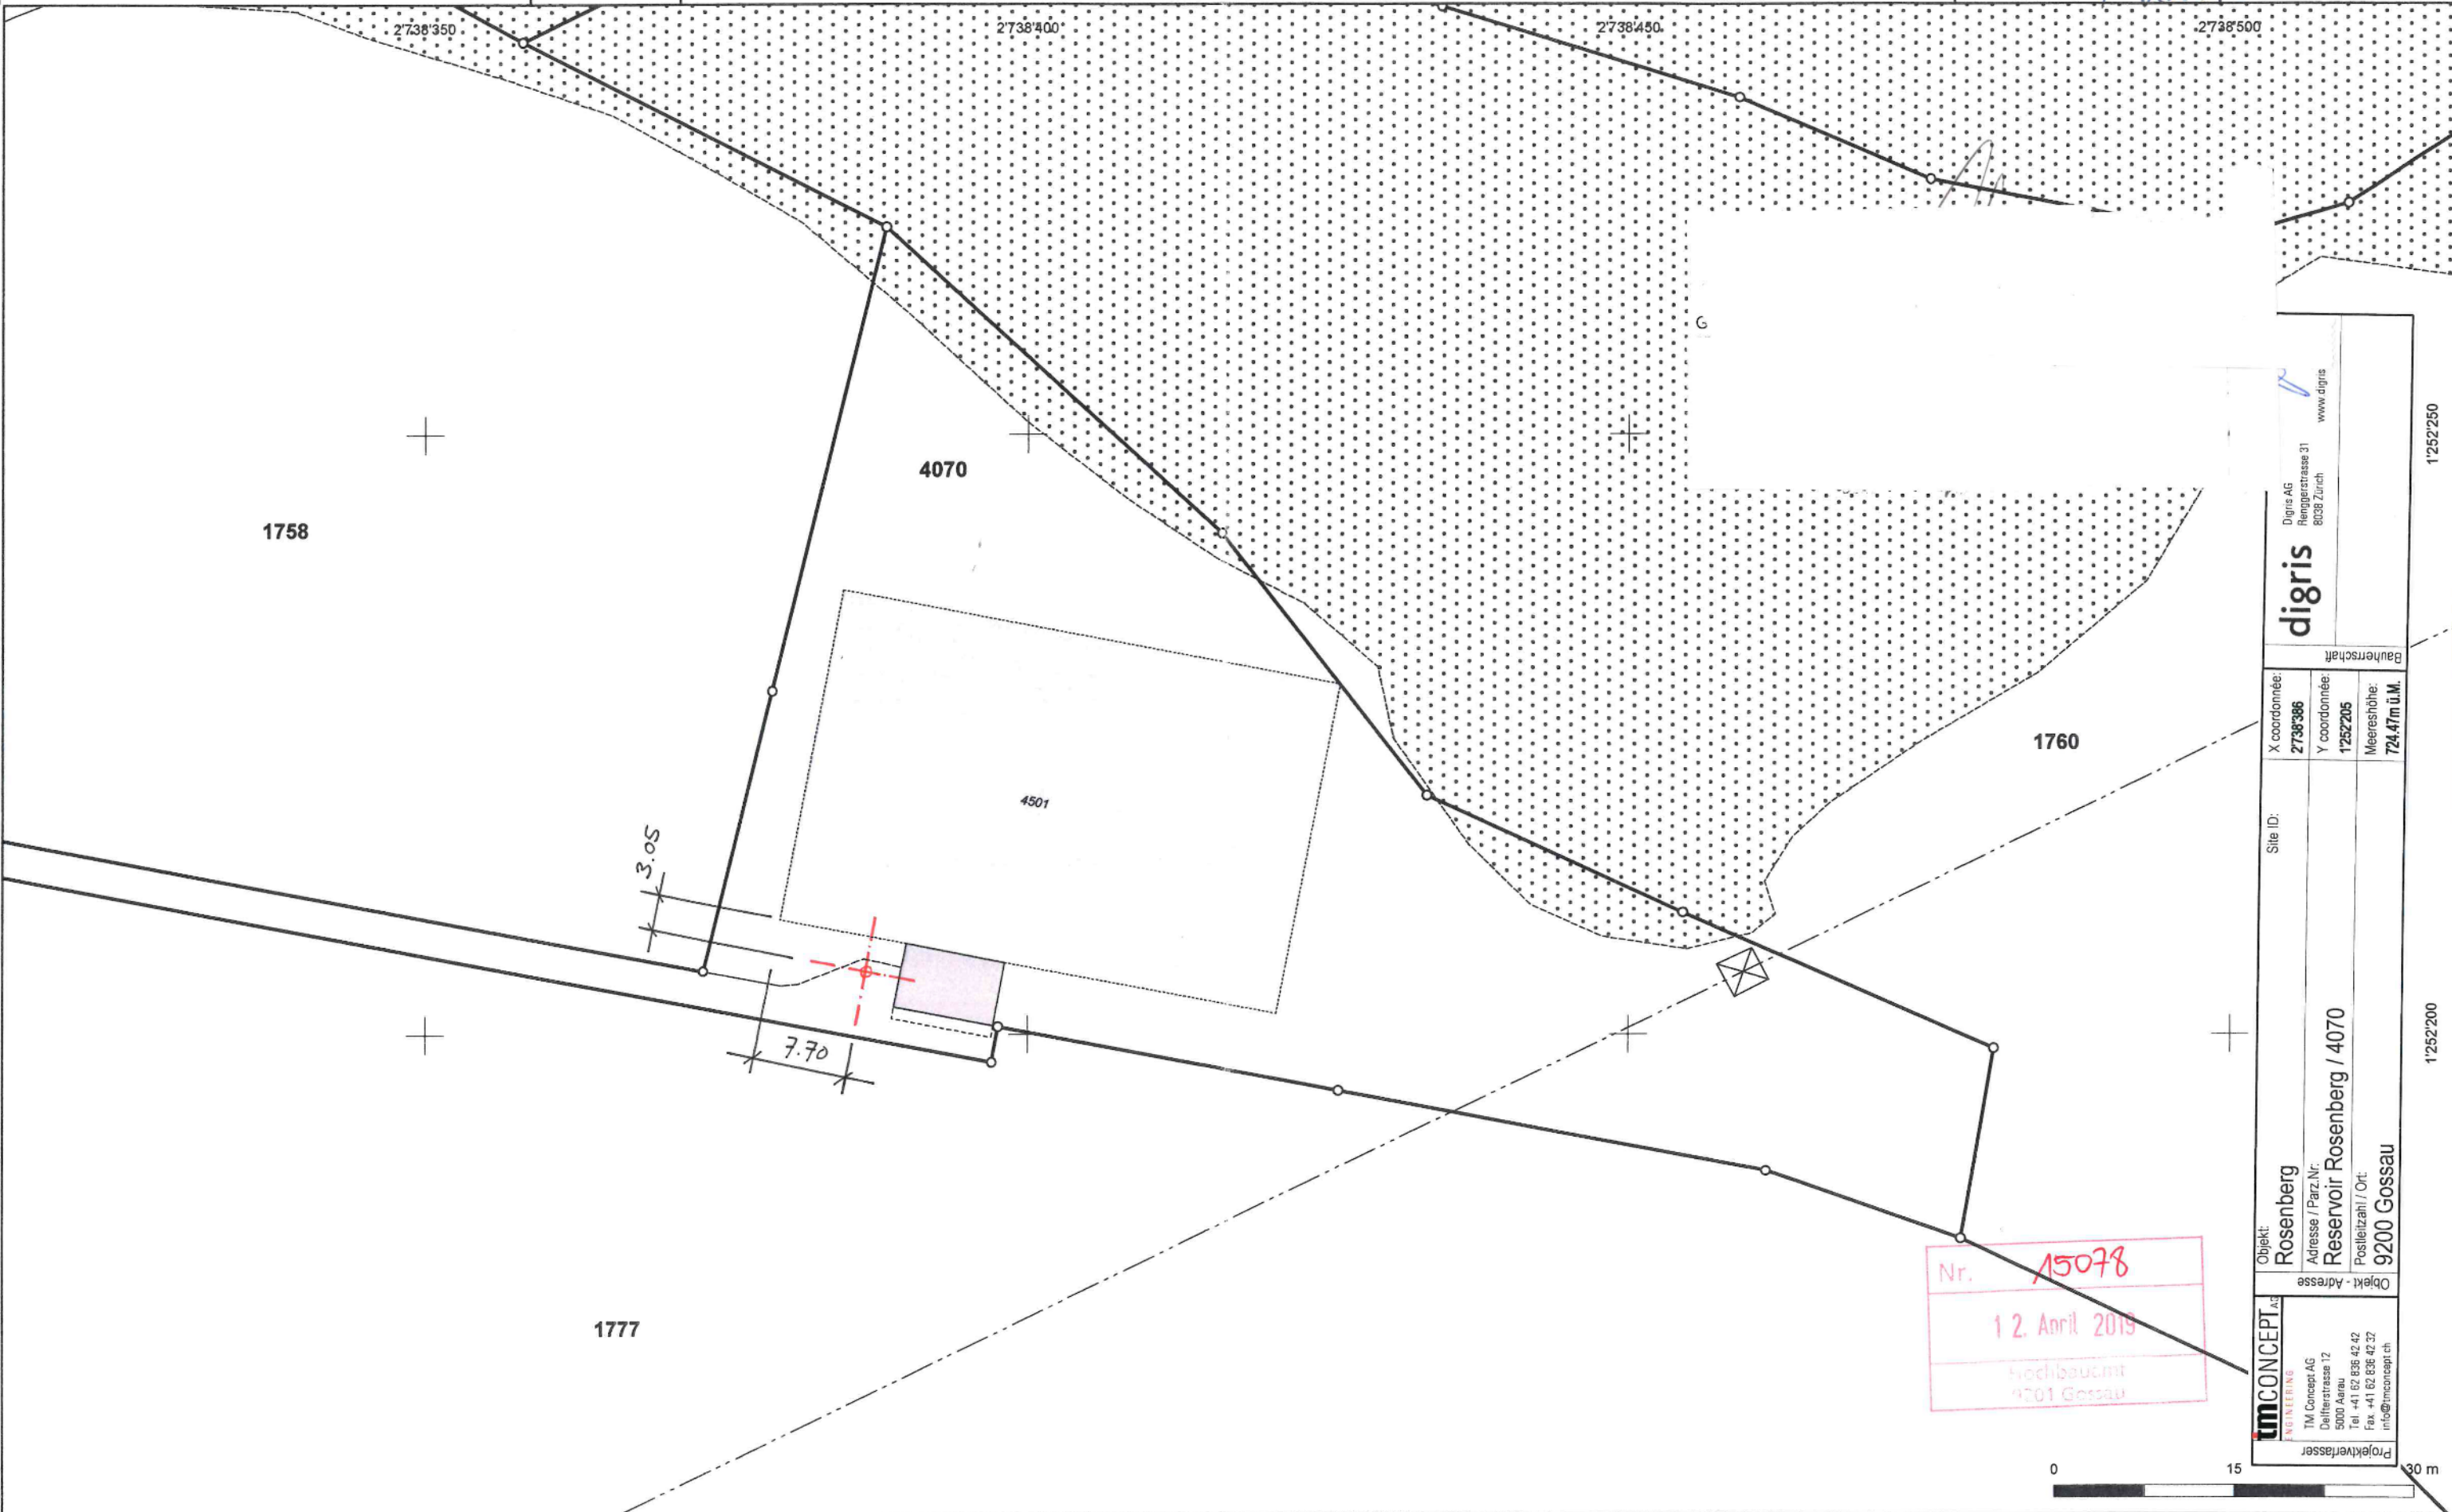 2'738'350
2'738'400
2'738'450
2'738'500
G
1'252'250
4070
1758
4501
1760
3.05
7.70
1'252'200
1777
Nr. 15078
12. April 2019
Hochbauamt
9201 Gossau
digris
Digris AG
Renggerstrasse 31
8038 Zürich
www.digris
Bauherrschaft
Objekt:
Rosenberg
Site ID:
X coordonnée:
2'738'386
Adresse / Parz.Nr:
Reservoir Rosenberg / 4070
Y coordonnée:
1'252'205
Postleitzahl / Ort:
9200 Gossau
Meereshöhe:
724.47m ü.M.
Objekt - Adresse
tmCONCEPT AG
ENGINEERING
TM Concept AG
Delfterstrasse 12
5000 Aarau
Tel. +41 62 836 42 42
Fax. +41 62 836 42 32
info@tmconcept.ch
Projektverfasser
0 15 30 m